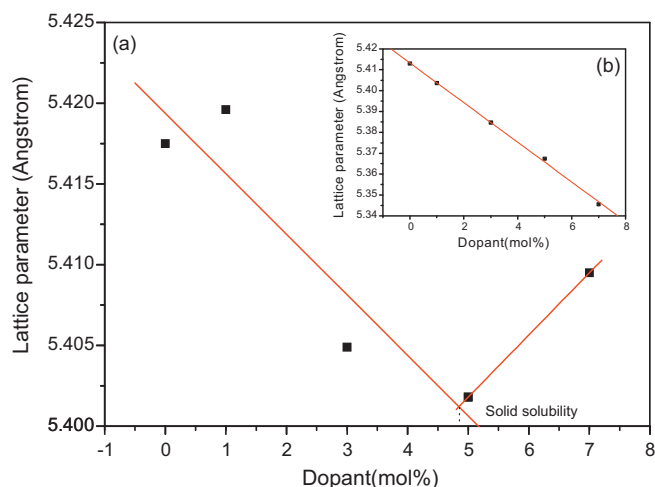 (a)
Lattice parameter (Angstrom)
5.425
5.420
5.415
5.410
5.405
5.400
-1 0 1 2 3 4 5 6 7 8
Dopant(mol%)
Solid solubility
(b)
Lattice parameter (Angstrom)
5.42
5.41
5.40
5.39
5.38
5.37
5.36
5.35
5.34
0 2 4 6 8
Dopant(mol%)